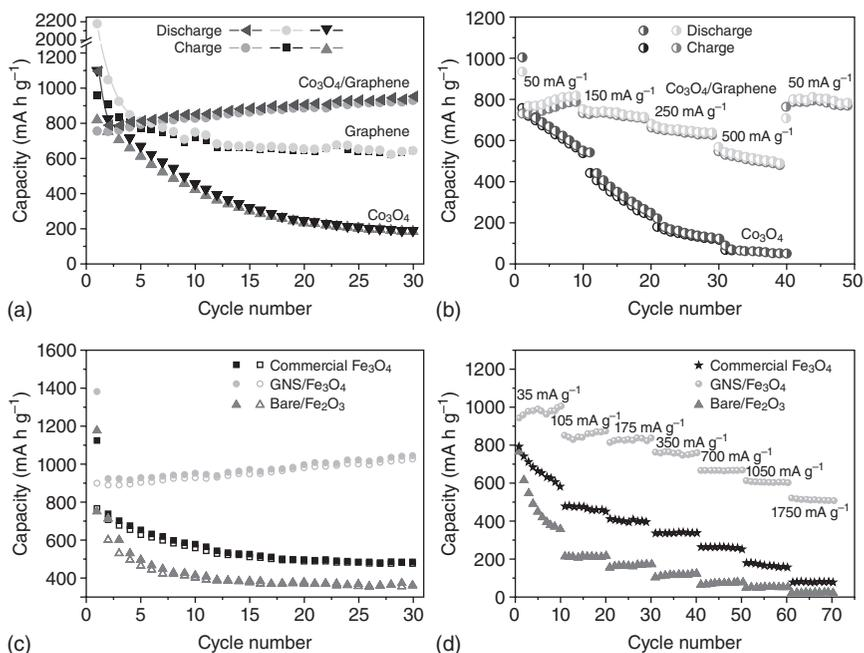 2200
2000
1200
1000
800
600
400
200
0
Capacity (mA h g⁻¹)
Discharge
Charge
Co₃O₄/Graphene
Graphene
Co₃O₄
0 5 10 15 20 25 30
Cycle number
(a)
1200
1000
800
600
400
200
0
Capacity (mA h g⁻¹)
Discharge
Charge
50 mA g⁻¹
150 mA g⁻¹
Co₃O₄/Graphene
50 mA g⁻¹
250 mA g⁻¹
500 mA g⁻¹
Co₃O₄
0 10 20 30 40 50
Cycle number
(b)
1600
1400
1200
1000
800
600
400
Capacity (mA h g⁻¹)
Commercial Fe₃O₄
GNS/Fe₃O₄
Bare/Fe₂O₃
0 5 10 15 20 25 30
Cycle number
(c)
1200
1000
800
600
400
200
0
Capacity (mA h g⁻¹)
Commercial Fe₃O₄
GNS/Fe₃O₄
Bare/Fe₂O₃
35 mA g⁻¹
105 mA g⁻¹
175 mA g⁻¹
350 mA g⁻¹
700 mA g⁻¹
1050 mA g⁻¹
1750 mA g⁻¹
0 10 20 30 40 50 60 70
Cycle number
(d)